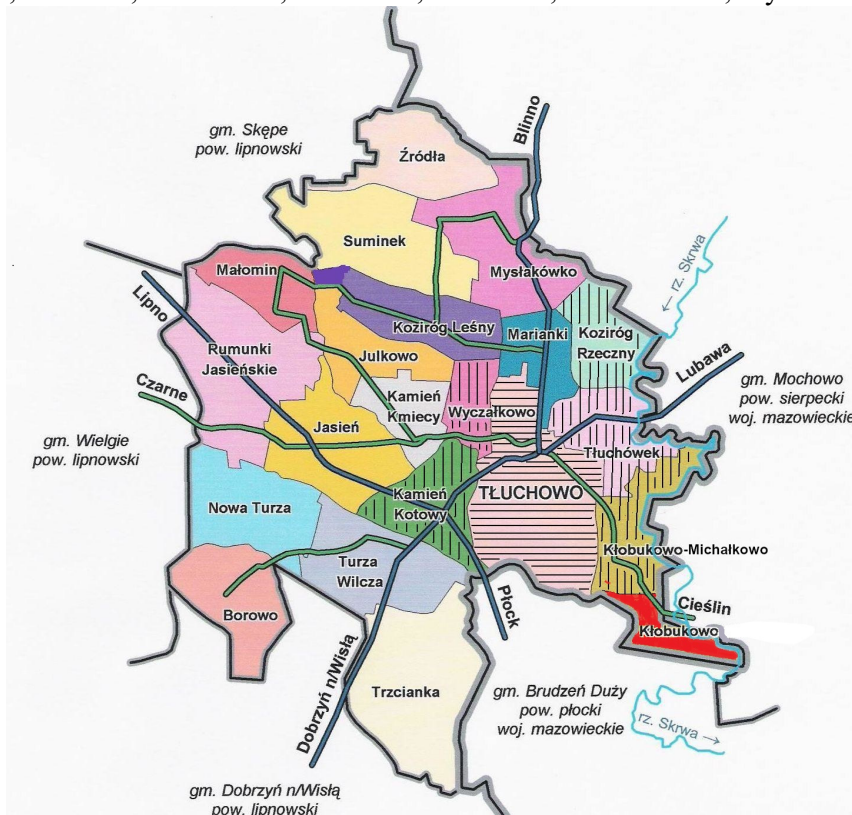 Blinno
gm. Skępe
pow. lipnowski
Źródła
Suminek
Mysłakówko
← rz. Skrwa
Małomin
Lipno
Koziróg Leśny
Marianki
Koziróg
Rzeczny
Rumunki
Jasieńskie
Julkowo
Lubawa
Czarne
Kamień
Kmiecy
Wyczałkowo
gm. Mochowo
pow. sierpecki
woj. mazowieckie
Jasień
gm. Wielgie
pow. lipnowski
Tłuchówek
Kamień
Kotowy
TŁUCHOWO
Nowa Turza
Kłobukowo-Michałkowo
Turza
Wilcza
Płock
Cieślin
Borowo
Kłobukowo
Dobrzyń n/Wisłą
Trzcianka
gm. Brudzeń Duży
pow. płocki
woj. mazowieckie
rz. Skrwa →
gm. Dobrzyń n/Wisłą
pow. lipnowski